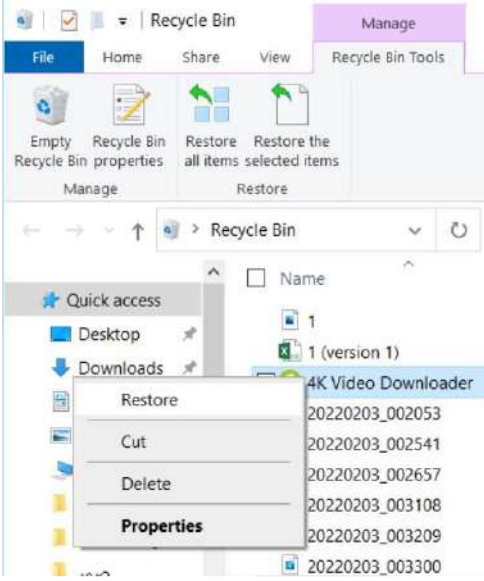 Recycle Bin
Manage
File
Home
Share
View
Recycle Bin Tools
Empty Recycle Bin
Recycle Bin properties
Restore all items
Restore the selected items
Manage
Restore
Recycle Bin
Quick access
Desktop
Downloads
Name
1
1 (version 1)
4K Video Downloader
20220203_002053
20220203_002541
20220203_002657
20220203_003108
20220203_003209
20220203_003300
Restore
Cut
Delete
Properties